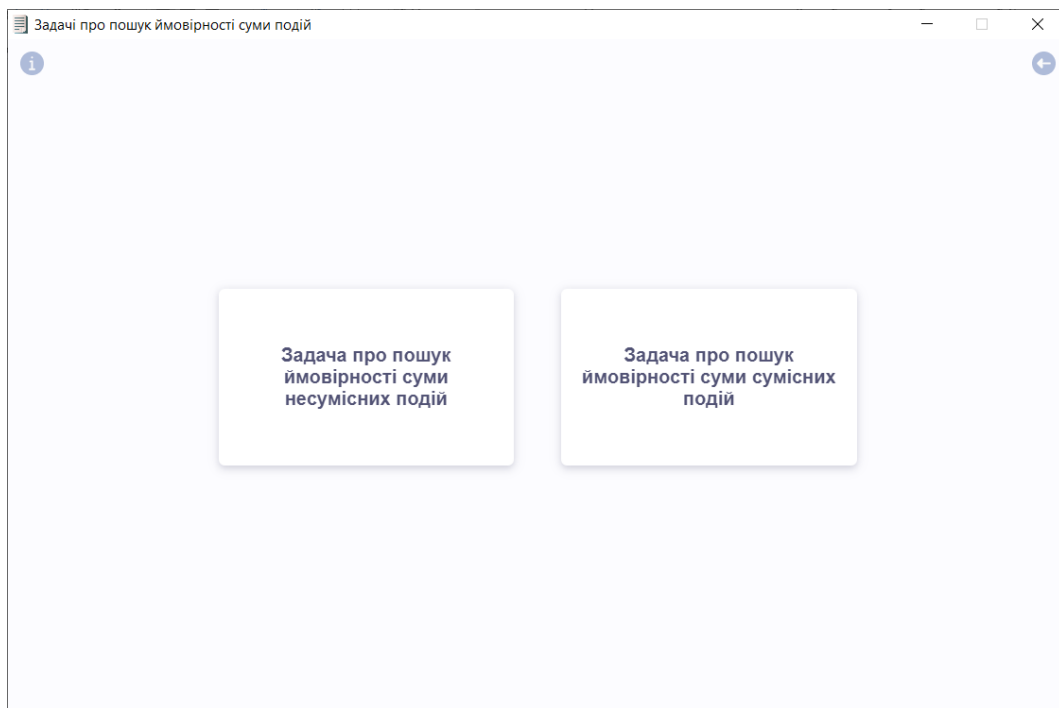 Задачі про пошук ймовірності суми подій
Задача про пошук
ймовірності суми
несумісних подій
Задача про пошук
ймовірності суми сумісних
подій